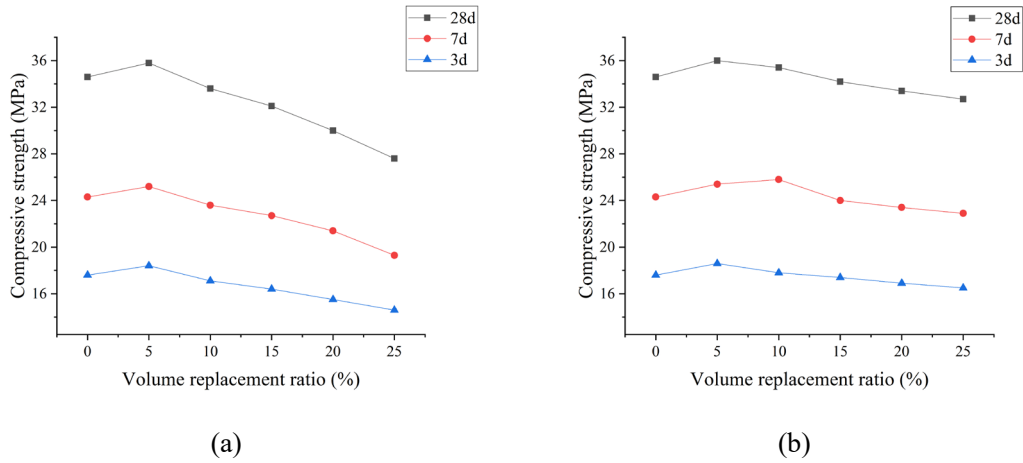 28d
7d
3d
36
32
28
24
20
16
Compressive strength (MPa)
0 5 10 15 20 25
Volume replacement ratio (%)
(a)
28d
7d
3d
36
32
28
24
20
16
Compressive strength (MPa)
0 5 10 15 20 25
Volume replacement ratio (%)
(b)